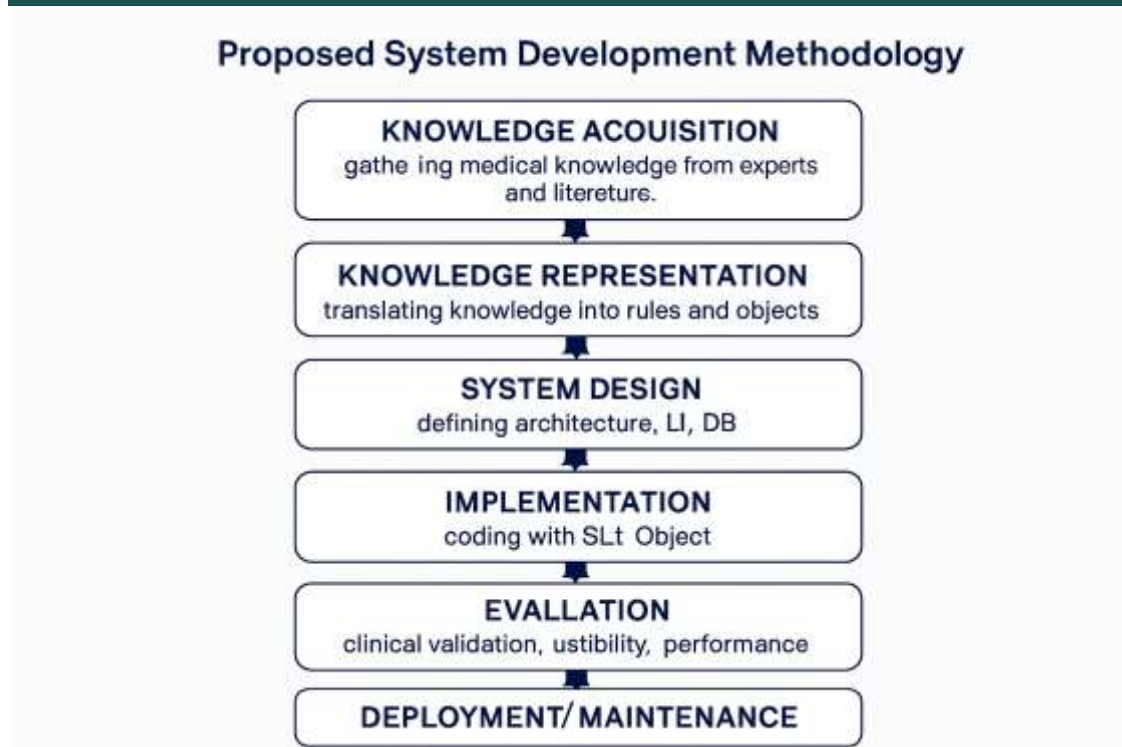 Proposed System Development Methodology
KNOWLEDGE ACOUISITION
gathe ing medical knowledge from experts
and litereture.
KNOWLEDGE REPRESENTATION
translating knowledge into rules and objects
SYSTEM DESIGN
defining architecture, LI, DB
IMPLEMENTATION
coding with SLt Object
EVALLATION
clinical validation, ustibility, performance
DEPLOYMENT/ MAINTENANCE